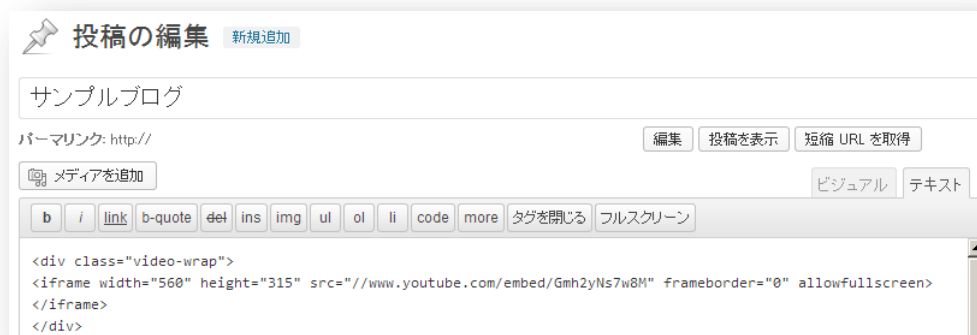 投稿の編集 新規追加
サンプルブログ
パーマリンク: http:// 編集 投稿を表示 短縮 URL を取得
メディアを追加 ビジュアル テキスト
b i link b-quote del ins img ul ol li code more タグを閉じる フルスクリーン
<div class="video-wrap">
<iframe width="560" height="315" src="//www.youtube.com/embed/Gmh2yNs7w8M" frameborder="0" allowfullscreen>
</iframe>
</div>